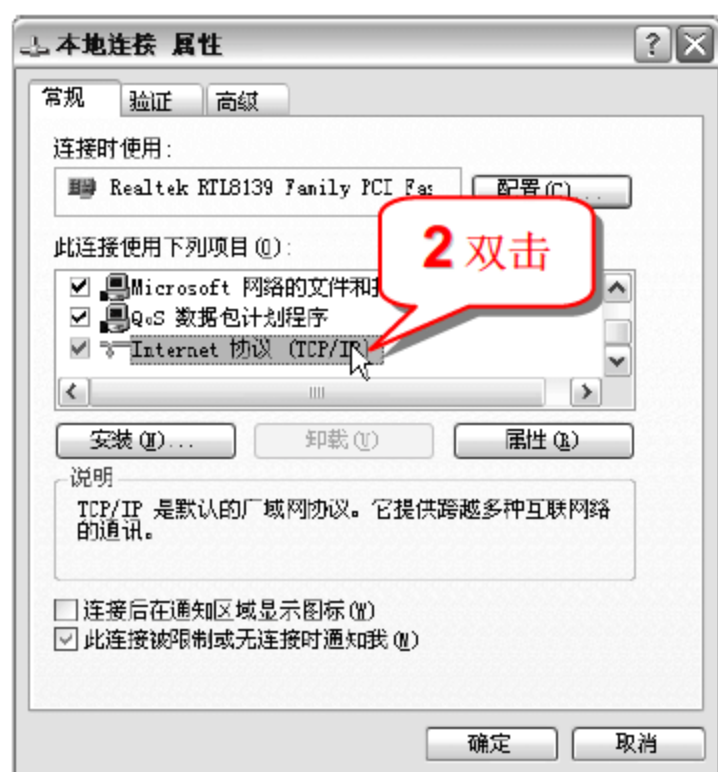 本地连接 属性
常规 验证 高级
连接时使用:
Realtek RTL8139 Family PCI Fas 配置(C)...
2 双击
此连接使用下列项目(O):
Microsoft 网络的文件和
QoS 数据包计划程序
Internet 协议 (TCP/IP)
安装(N)... 卸载(U) 属性(R)
说明
TCP/IP 是默认的广域网协议。它提供跨越多种互联网络
的通讯。
连接后在通知区域显示图标(W)
此连接被限制或无连接时通知我(M)
确定 取消